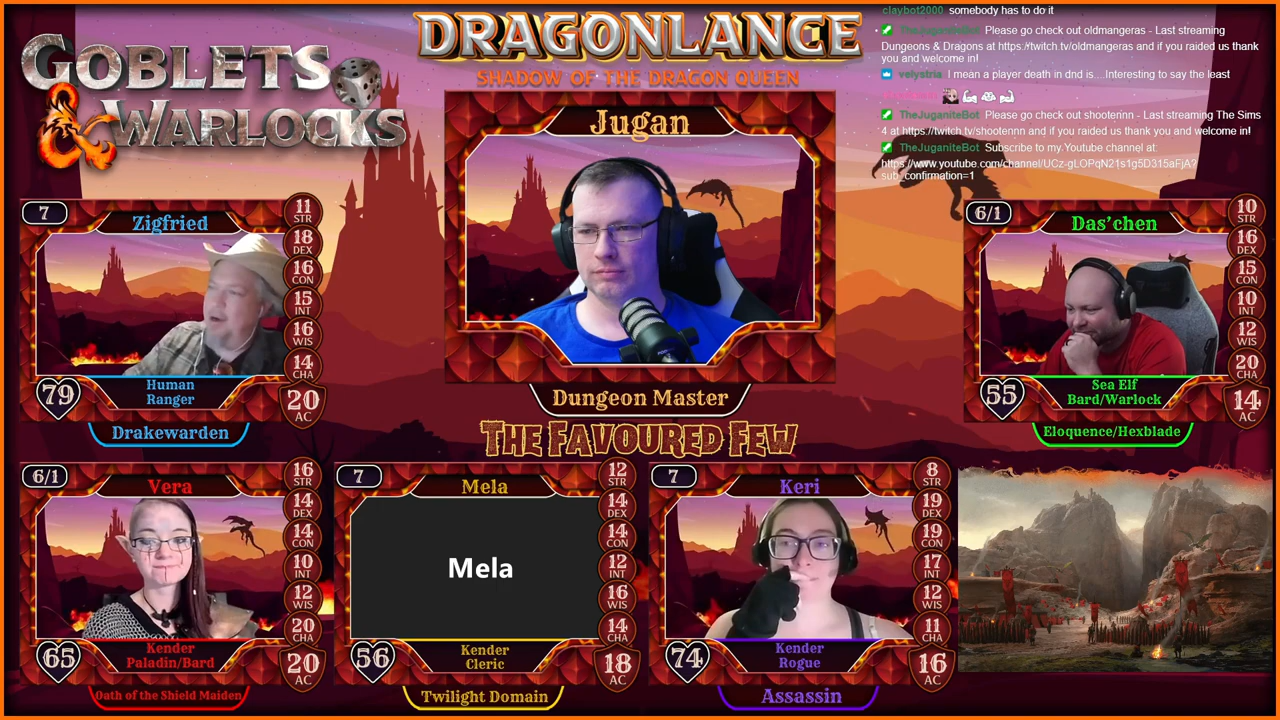 GOBLETS
& WARLOCKS
DRAGONLANCE
SHADOW OF THE DRAGON QUEEN
claybot2000 somebody has to do it
Please go check out oldmangeras - Last streaming
Dungeons & Dragons at https://twitch.tv/oldmangeras and if you raided us thank
you and welcome in!
velystria I mean a player death in dnd is....Interesting to say the least
TheJuganiteBot Please go check out shootennn - Last streaming The Sims
4 at https://twitch.tv/shootennn and if you raided us thank you and welcome in!
TheJuganiteBot Subscribe to my Youtube channel at:
https://www.youtube.com/channel/UCz-gLOPqN21s1g5D315aFjA?
sub_confirmation=1
Jugan
Dungeon Master
7
Zigfried
11
STR
18
DEX
16
CON
15
INT
16
WIS
14
CHA
79
Human
Ranger
20
AC
Drakewarden
6/1
Das'chen
10
STR
16
DEX
15
CON
10
INT
12
WIS
20
CHA
55
Sea Elf
Bard/Warlock
14
AC
Eloquence/Hexblade
THE FAVOURED FEW
6/1
Vera
16
STR
14
DEX
14
CON
10
INT
12
WIS
20
CHA
65
Kender
Paladin/Bard
20
AC
Oath of the Shield Maiden
7
Mela
Mela
12
STR
14
DEX
14
CON
12
INT
16
WIS
14
CHA
56
Kender
Cleric
18
AC
Twilight Domain
7
Keri
8
STR
19
DEX
19
CON
17
INT
12
WIS
11
CHA
74
Kender
Rogue
16
AC
Assassin